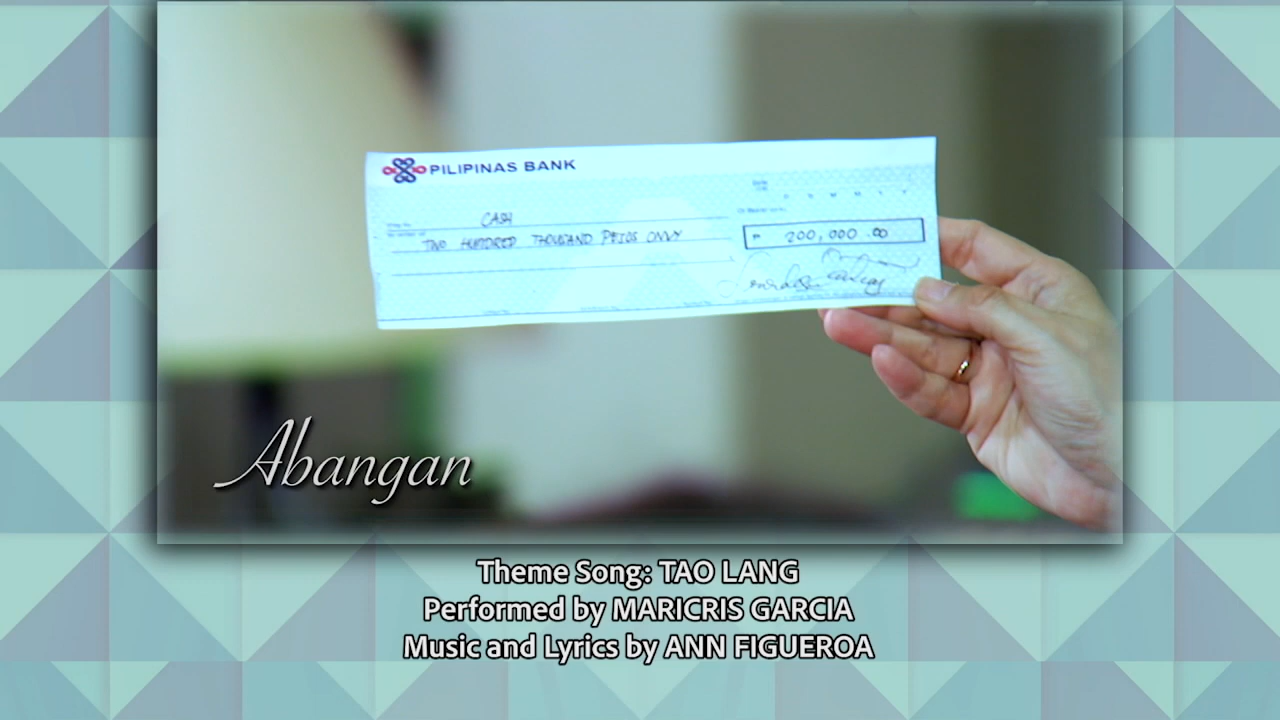 PILIPINAS BANK
Date
CASH
TWO HUNDRED THOUSAND PESOS ONLY
₱ 200,000.00
Abangan
Theme Song: TAO LANG
Performed by MARICRIS GARCIA
Music and Lyrics by ANN FIGUEROA